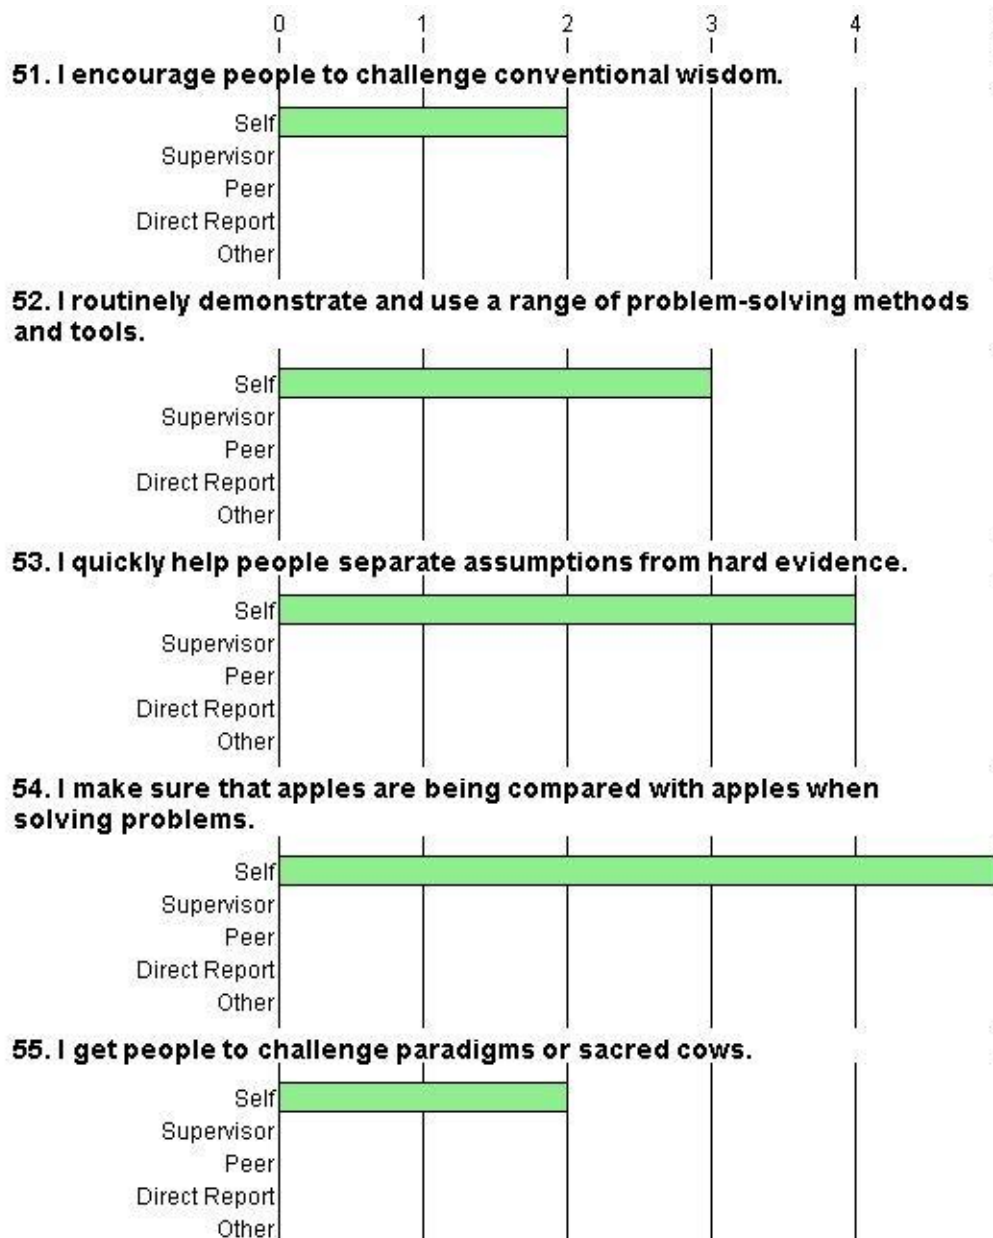 0 1 2 3 4
51. I encourage people to challenge conventional wisdom.
Self
Supervisor
Peer
Direct Report
Other
52. I routinely demonstrate and use a range of problem-solving methods
and tools.
Self
Supervisor
Peer
Direct Report
Other
53. I quickly help people separate assumptions from hard evidence.
Self
Supervisor
Peer
Direct Report
Other
54. I make sure that apples are being compared with apples when
solving problems.
Self
Supervisor
Peer
Direct Report
Other
55. I get people to challenge paradigms or sacred cows.
Self
Supervisor
Peer
Direct Report
Other